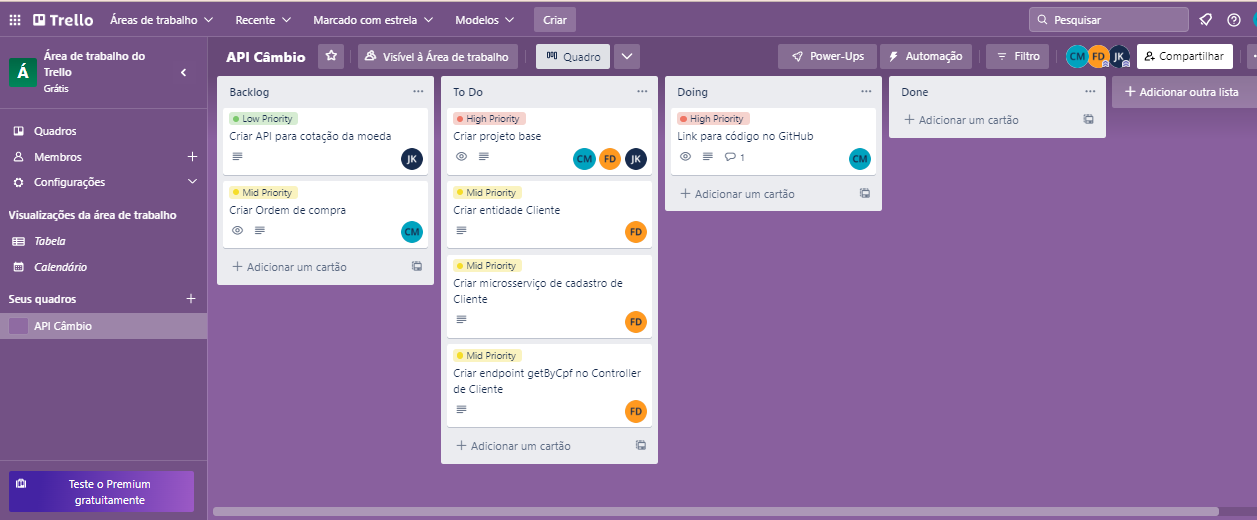 Trello
Áreas de trabalho
Recente
Marcado com estrela
Modelos
Criar
Pesquisar
Á
Área de trabalho do
Trello
Grátis
Quadros
Membros
Configurações
Visualizações da área de trabalho
Tabela
Calendário
Seus quadros
API Câmbio
Teste o Premium
gratuitamente
API Câmbio
Visível à Área de trabalho
Quadro
Power-Ups
Automação
Filtro
CM
FD
JK
Compartilhar
Backlog
Low Priority
Criar API para cotação da moeda
JK
Mid Priority
Criar Ordem de compra
CM
Adicionar um cartão
To Do
High Priority
Criar projeto base
CM
FD
JK
Mid Priority
Criar entidade Cliente
FD
Mid Priority
Criar microsserviço de cadastro de
Cliente
FD
Mid Priority
Criar endpoint getByCpf no Controller
de Cliente
FD
Adicionar um cartão
Doing
High Priority
Link para código no GitHub
1
CM
Adicionar um cartão
Done
Adicionar um cartão
Adicionar outra lista